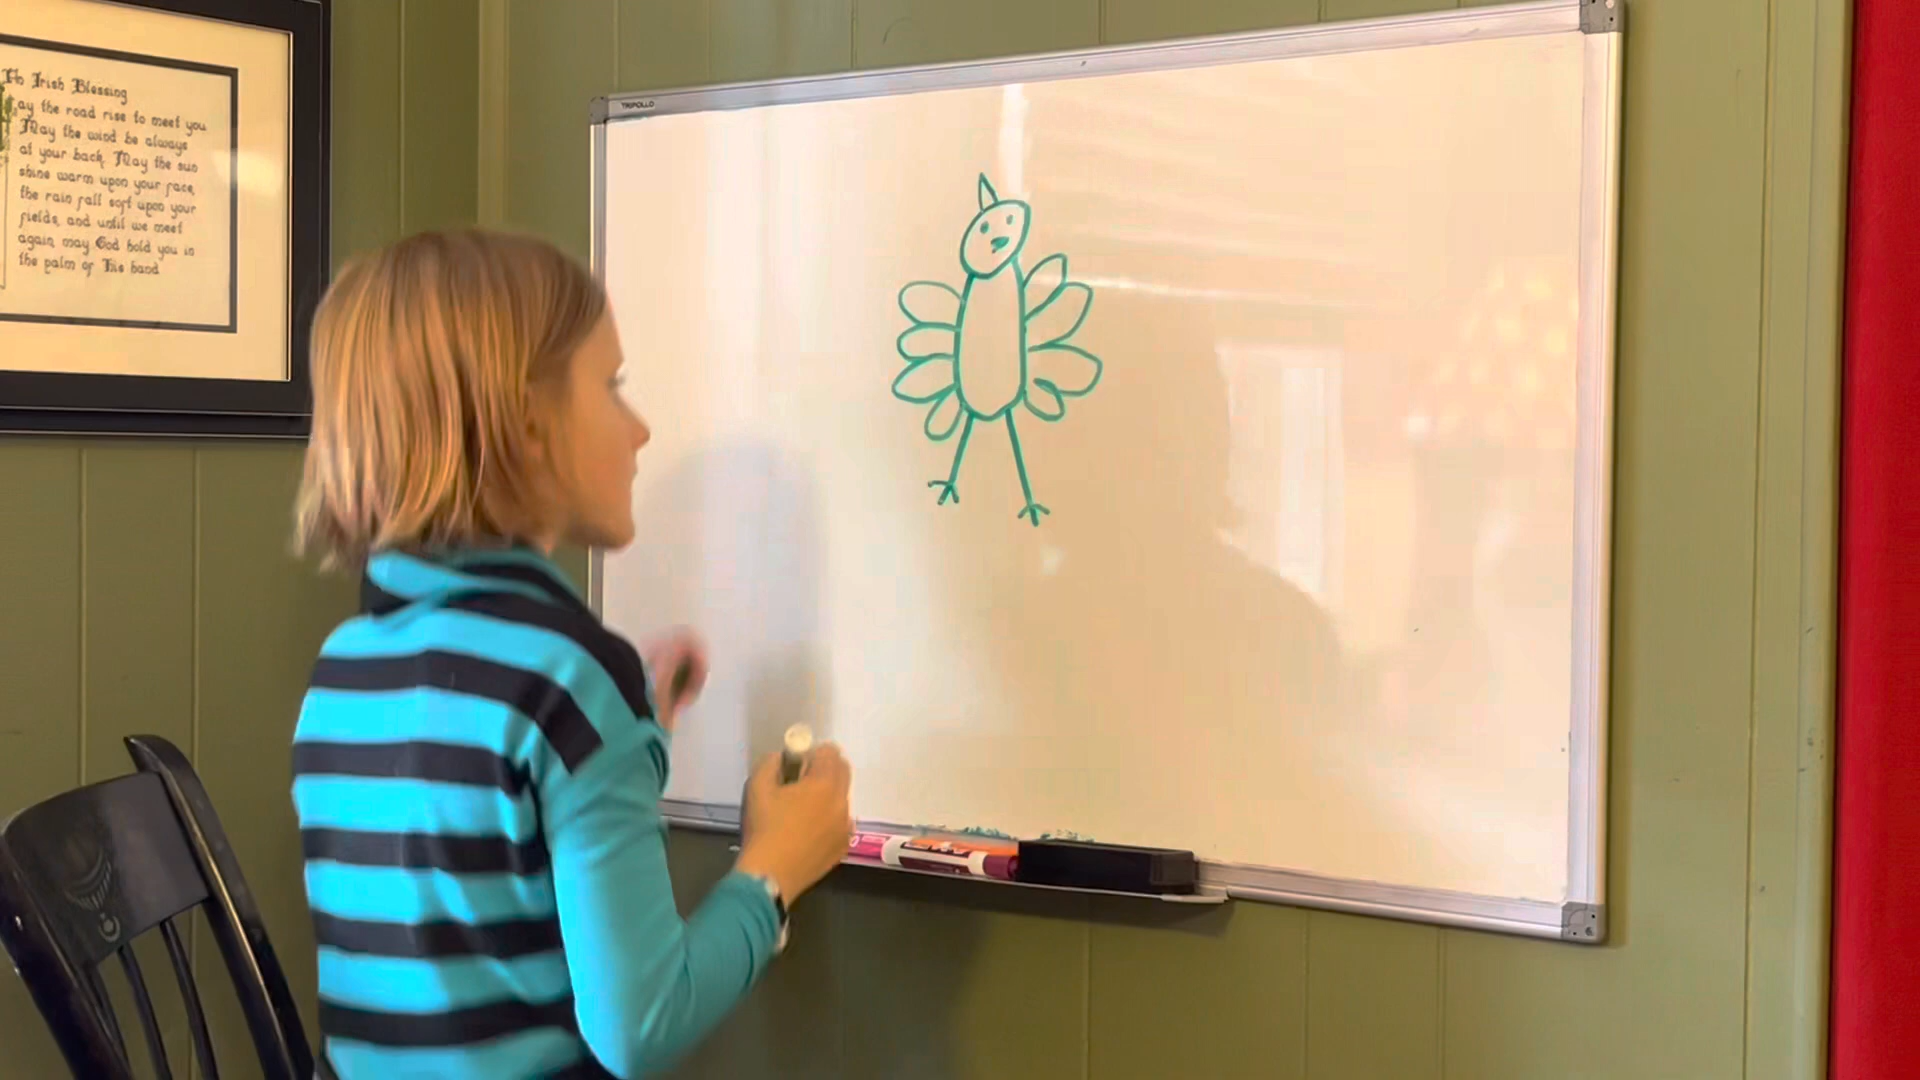 An Irish Blessing
ay the road rise to meet you
May the wind be always
at your back. May the sun
shine warm upon your face,
the rain fall soft upon your
fields, and until we meet
again, may God hold you in
the palm of His hand
TRIPOLLO